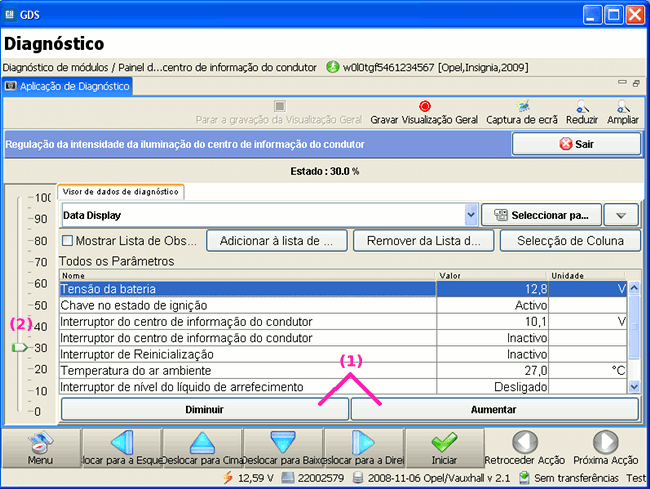 GM GDS
Diagnóstico
Diagnóstico de módulos / Painel d...centro de informação do condutor w0l0tgf5461234567 [Opel,Insignia,2009]
Aplicação de Diagnóstico
Parar a gravação da Visualização Geral Gravar Visualização Geral Captura de ecrã Reduzir Ampliar
Regulação da intensidade da iluminação do centro de informação do condutor Sair
Estado : 30.0 %
Visor de dados de diagnóstico
Data Display Seleccionar pa...
Mostrar Lista de Obs... Adicionar à lista de ... Remover da Lista d... Selecção de Coluna
Todos os Parâmetros
Nome Valor Unidade
Tensão da bateria 12,8 V
Chave no estado de ignição Activo
Interruptor do centro de informação do condutor 10,1 V
Interruptor do centro de informação do condutor Inactivo
Interruptor de Reinicialização Inactivo
Temperatura do ar ambiente 27,0 °C
Interruptor de nível do líquido de arrefecimento Desligado
100
90
80
70
60
50
40
30
20
10
0
(2)
(1)
Diminuir Aumentar
Menu slocar para a Esque Deslocar para Cima Deslocar para Baixo slocar para a Direi Iniciar Retroceder Acção Próxima Acção
12,59 V 22002579 2008-11-06 Opel/Vauxhall v 2.1 Sem transferências Test